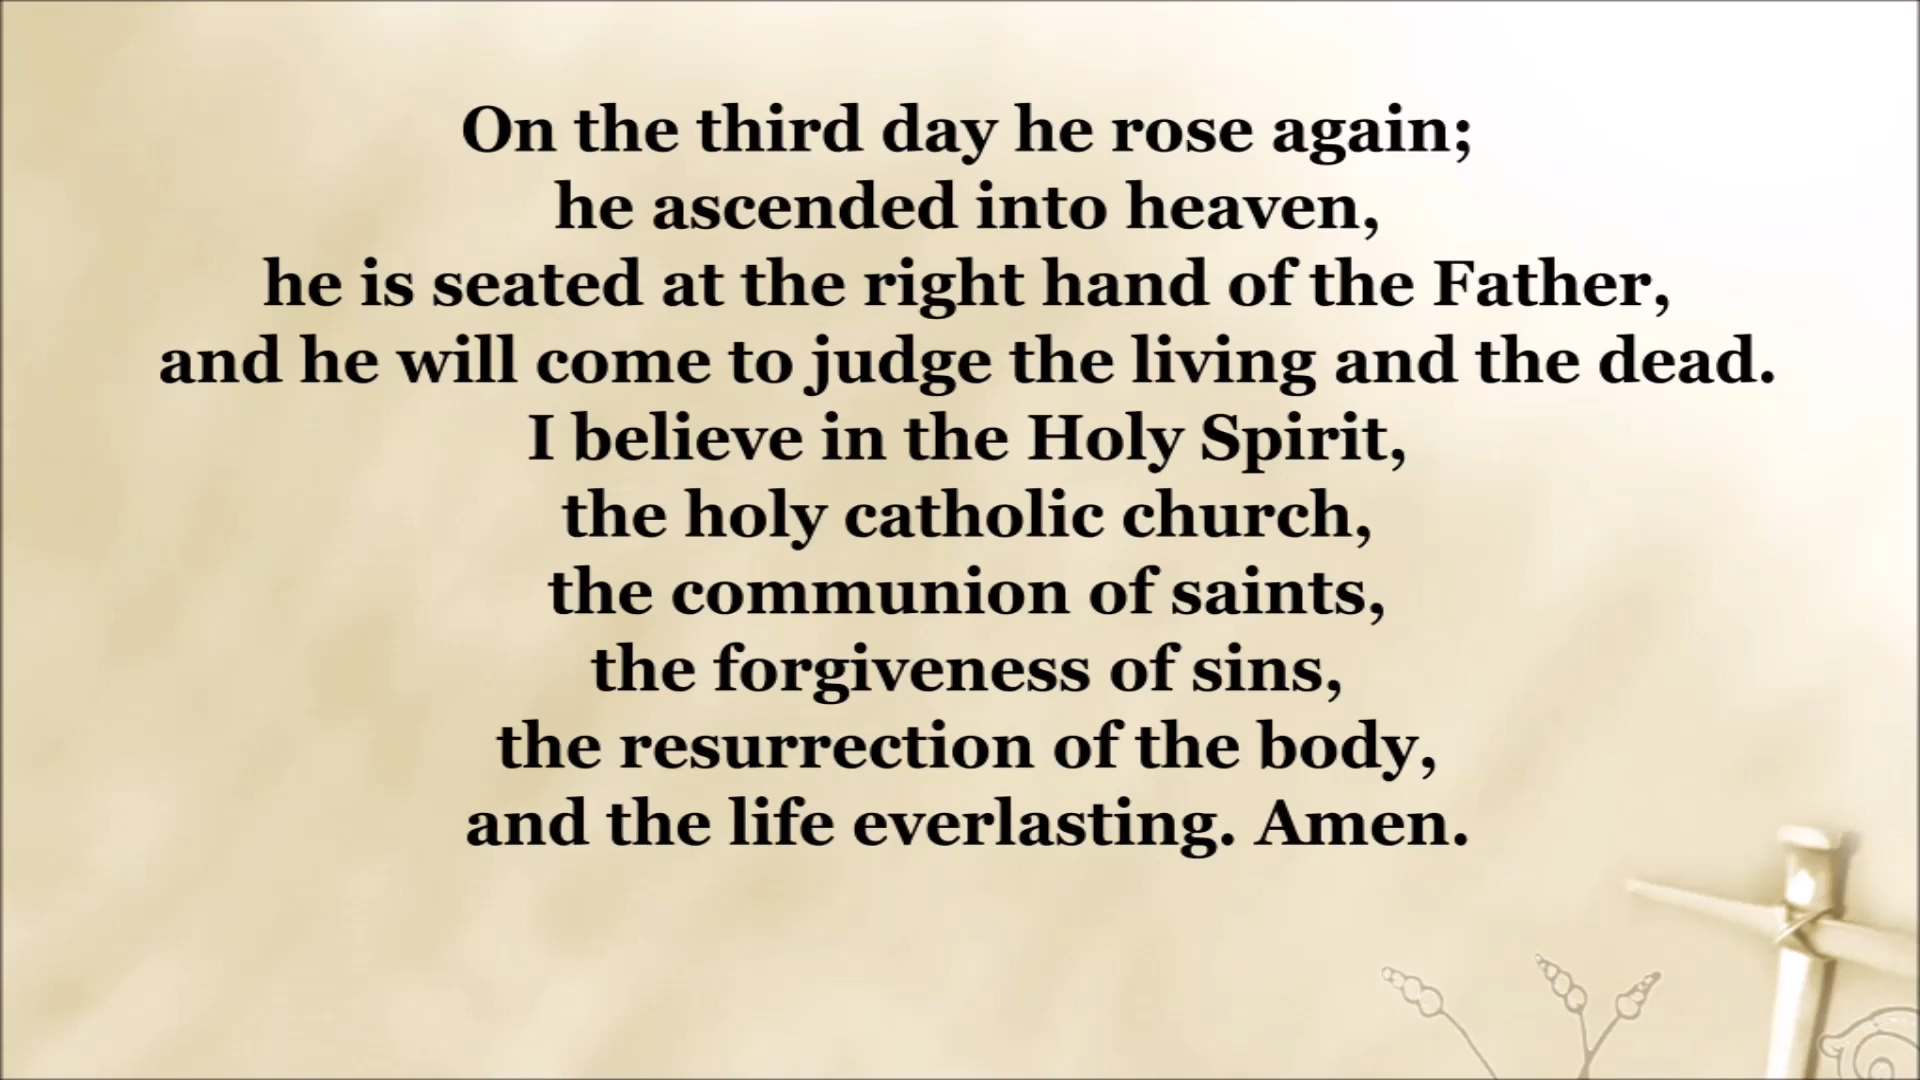 On the third day he rose again;
he ascended into heaven,
he is seated at the right hand of the Father,
and he will come to judge the living and the dead.
I believe in the Holy Spirit,
the holy catholic church,
the communion of saints,
the forgiveness of sins,
the resurrection of the body,
and the life everlasting. Amen.